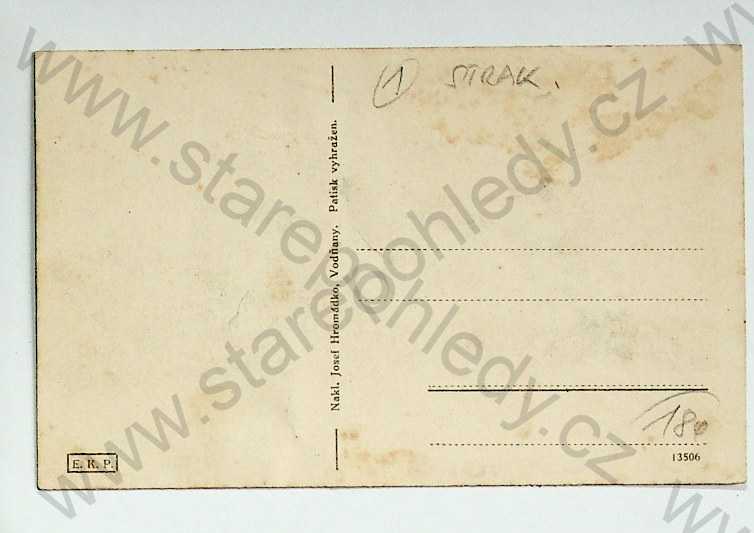 1 STRAK.
Nakl. Josef Hromádko, Vodňany. Patisk vyhražen.
180
E. K. P.
13506
www.starepohledy.cz
www.starepohledy.cz